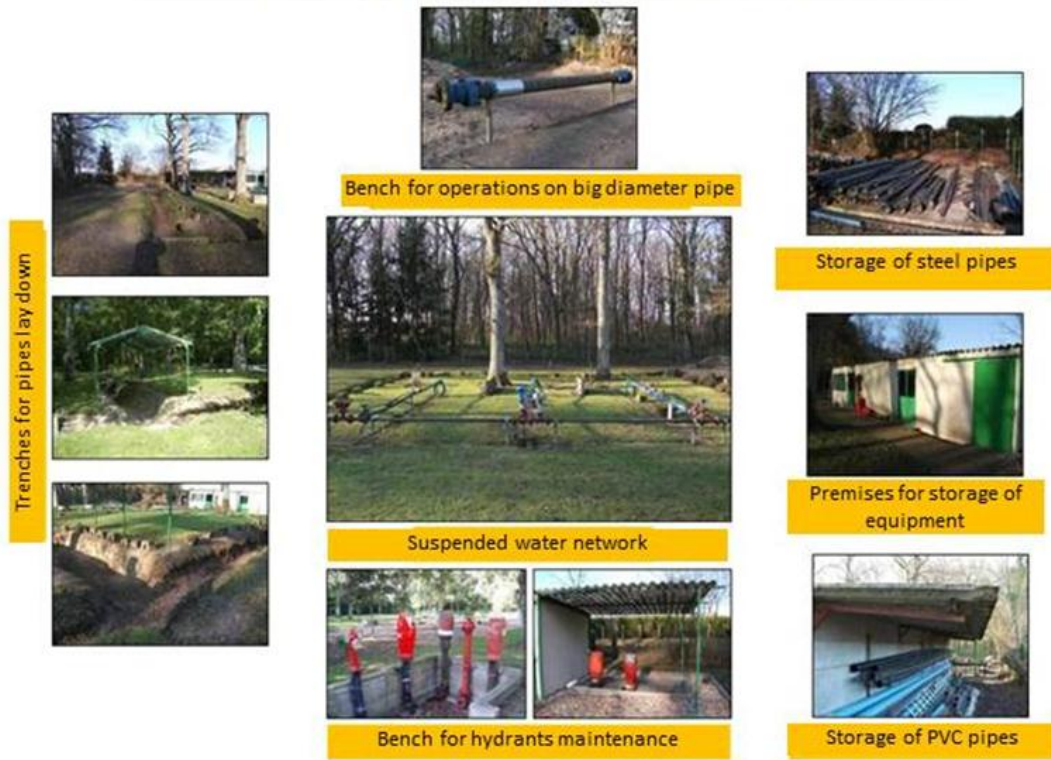 Trenches for pipes lay down
Bench for operations on big diameter pipe
Suspended water network
Bench for hydrants maintenance
Storage of steel pipes
Premises for storage of
equipment
Storage of PVC pipes